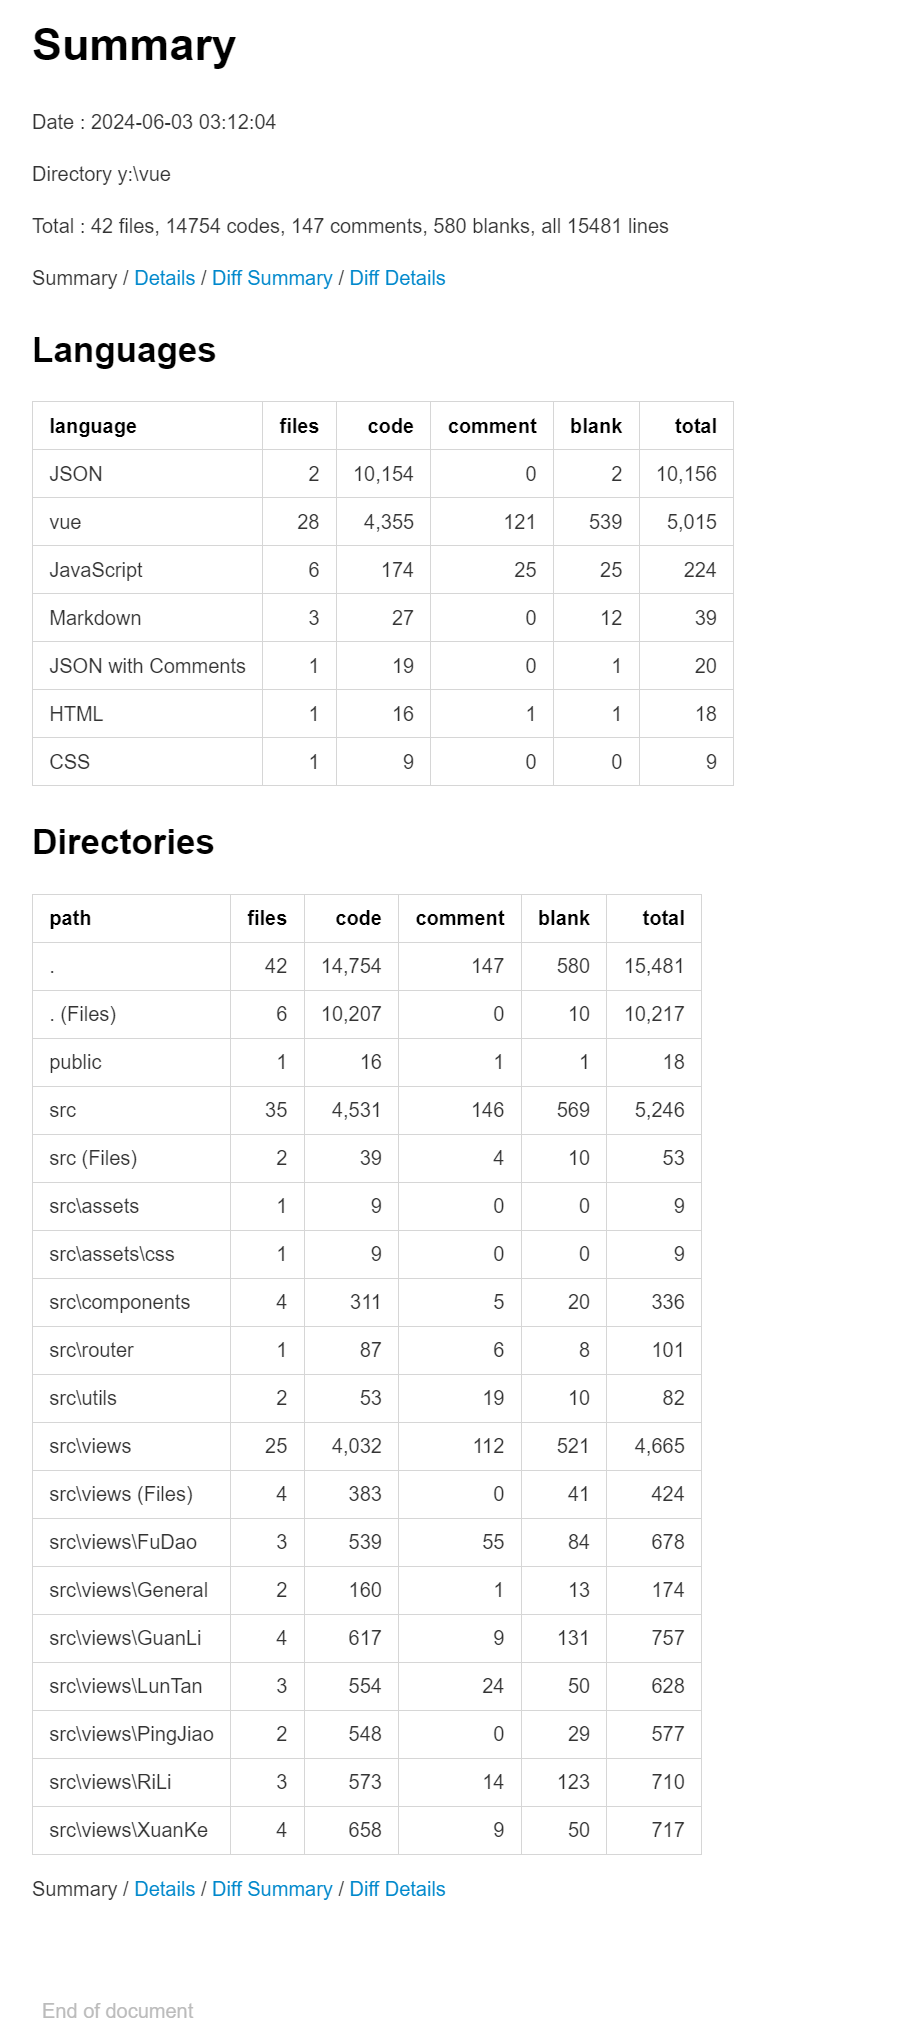 Summary
Date : 2024-06-03 03:12:04
Directory y:\vue
Total : 42 files, 14754 codes, 147 comments, 580 blanks, all 15481 lines
Summary / Details / Diff Summary / Diff Details
Languages
language files code comment blank total
JSON 2 10,154 0 2 10,156
vue 28 4,355 121 539 5,015
JavaScript 6 174 25 25 224
Markdown 3 27 0 12 39
JSON with Comments 1 19 0 1 20
HTML 1 16 1 1 18
CSS 1 9 0 0 9
Directories
path files code comment blank total
. 42 14,754 147 580 15,481
. (Files) 6 10,207 0 10 10,217
public 1 16 1 1 18
src 35 4,531 146 569 5,246
src (Files) 2 39 4 10 53
src\assets 1 9 0 0 9
src\assets\css 1 9 0 0 9
src\components 4 311 5 20 336
src\router 1 87 6 8 101
src\utils 2 53 19 10 82
src\views 25 4,032 112 521 4,665
src\views (Files) 4 383 0 41 424
src\views\FuDao 3 539 55 84 678
src\views\General 2 160 1 13 174
src\views\GuanLi 4 617 9 131 757
src\views\LunTan 3 554 24 50 628
src\views\PingJiao 2 548 0 29 577
src\views\RiLi 3 573 14 123 710
src\views\XuanKe 4 658 9 50 717
Summary / Details / Diff Summary / Diff Details
End of document